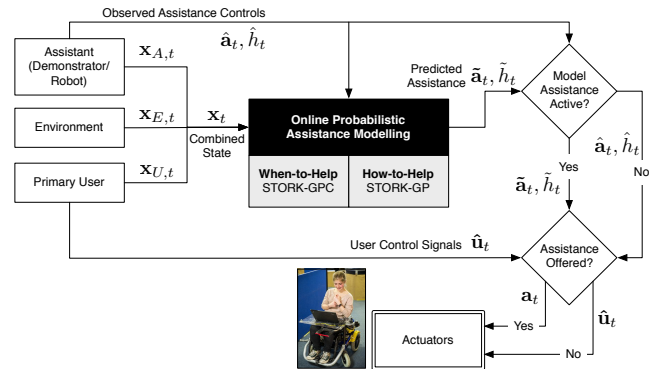 Observed Assistance Controls
Assistant
(Demonstrator/
Robot)
x_{A,t}
â_t, ĥ_t
Predicted
Assistance
ã_t, h̃_t
Model
Assistance
Active?
Environment
x_{E,t}
x_t
Combined
State
Online Probabilistic
Assistance Modelling
When-to-Help
STORK-GPC
How-to-Help
STORK-GP
Primary User
x_{U,t}
Yes
ã_t, h̃_t
â_t, ĥ_t
No
User Control Signals û_t
Assistance
Offered?
a_t
Yes
û_t
No
Actuators